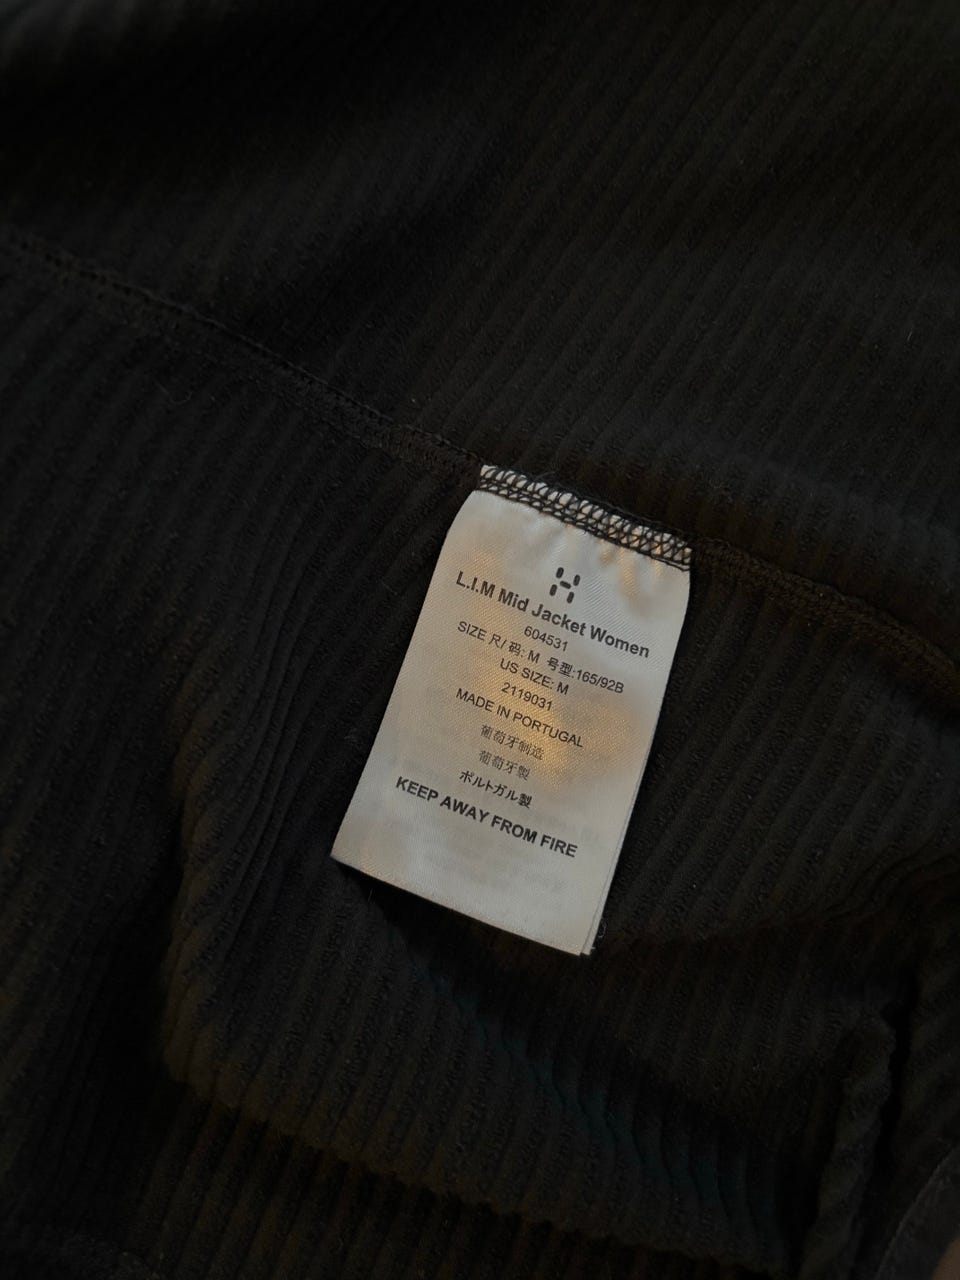 L.I.M Mid Jacket Women
604531
SIZE 尺/ 码: M 号型:165/92B
US SIZE: M
2119031
MADE IN PORTUGAL
葡萄牙制造
葡萄牙製
ポルトガル製
KEEP AWAY FROM FIRE